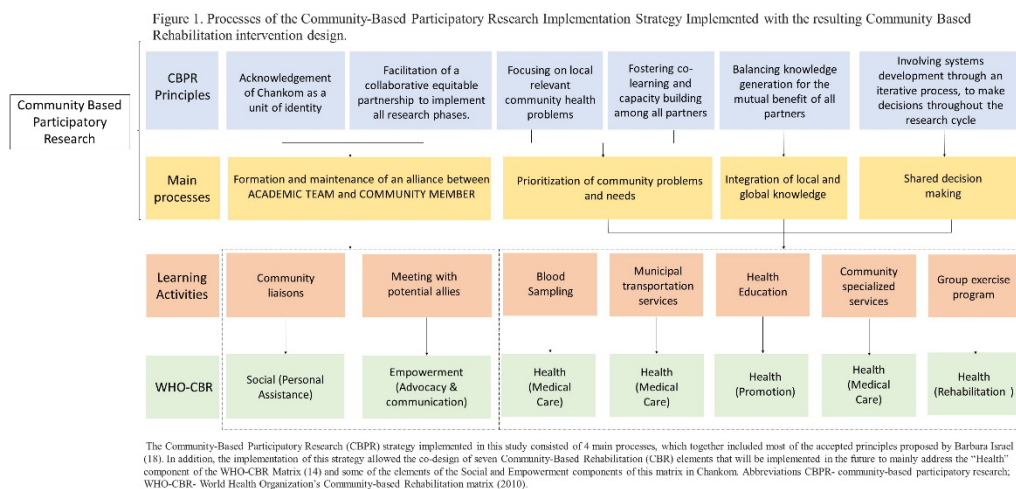 Figure 1. Processes of the Community-Based Participatory Research Implementation Strategy Implemented with the resulting Community Based
Rehabilitation intervention design.
Community Based
Participatory
Research
CBPR
Principles
Acknowledgement
of Chankom as a
unit of identity
Facilitation of a
collaborative equitable
partnership to implement
all research phases.
Focusing on local
relevant
community health
problems
Fostering co-
learning and
capacity building
among all partners
Balancing knowledge
generation for the
mutual benefit of all
partners
Involving systems
development through an
iterative process, to make
decisions throughout the
research cycle
Main
processes
Formation and maintenance of an alliance between
ACADEMIC TEAM and COMMUNITY MEMBER
Prioritization of community problems
and needs
Integration of local and
global knowledge
Shared decision
making
Learning
Activities
Community
liaisons
Meeting with
potential allies
Blood
Sampling
Municipal
transportation
services
Health
Education
Community
specialized
services
Group exercise
program
WHO-CBR
Social (Personal
Assistance)
Empowerment
(Advocacy &
communication)
Health
(Medical
Care)
Health
(Medical
Care)
Health
(Promotion)
Health
(Medical
Care)
Health
(Rehabilitation )
The Community-Based Participatory Research (CBPR) strategy implemented in this study consisted of 4 main processes, which together included most of the accepted principles proposed by Barbara Israel
(18). In addition, the implementation of this strategy allowed the co-design of seven Community-Based Rehabilitation (CBR) elements that will be implemented in the future to mainly address the “Health”
component of the WHO-CBR Matrix (14) and some of the elements of the Social and Empowerment components of this matrix in Chankom. Abbreviations CBPR- community-based participatory research;
WHO-CBR- World Health Organization`s Community-based Rehabilitation matrix (2010).